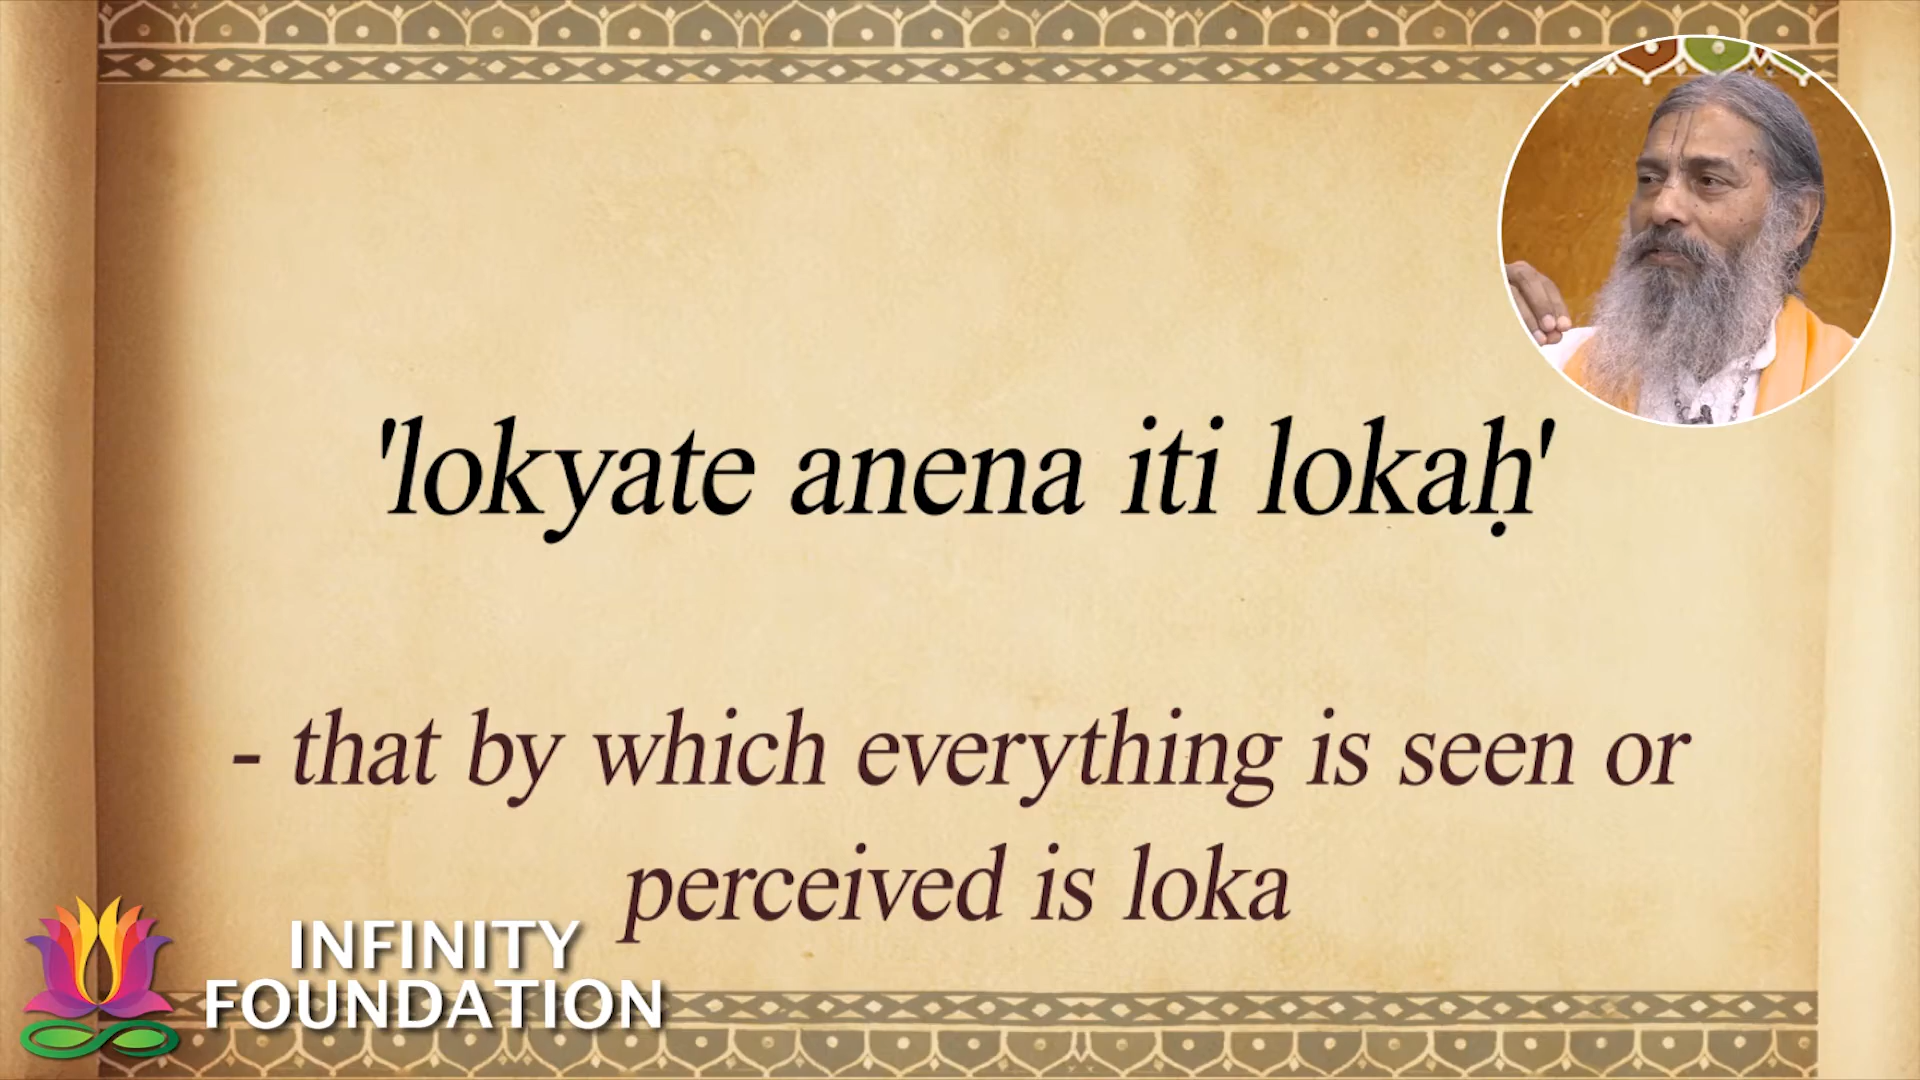 'lokyate anena iti lokaḥ'
- that by which everything is seen or
perceived is loka
INFINITY
FOUNDATION